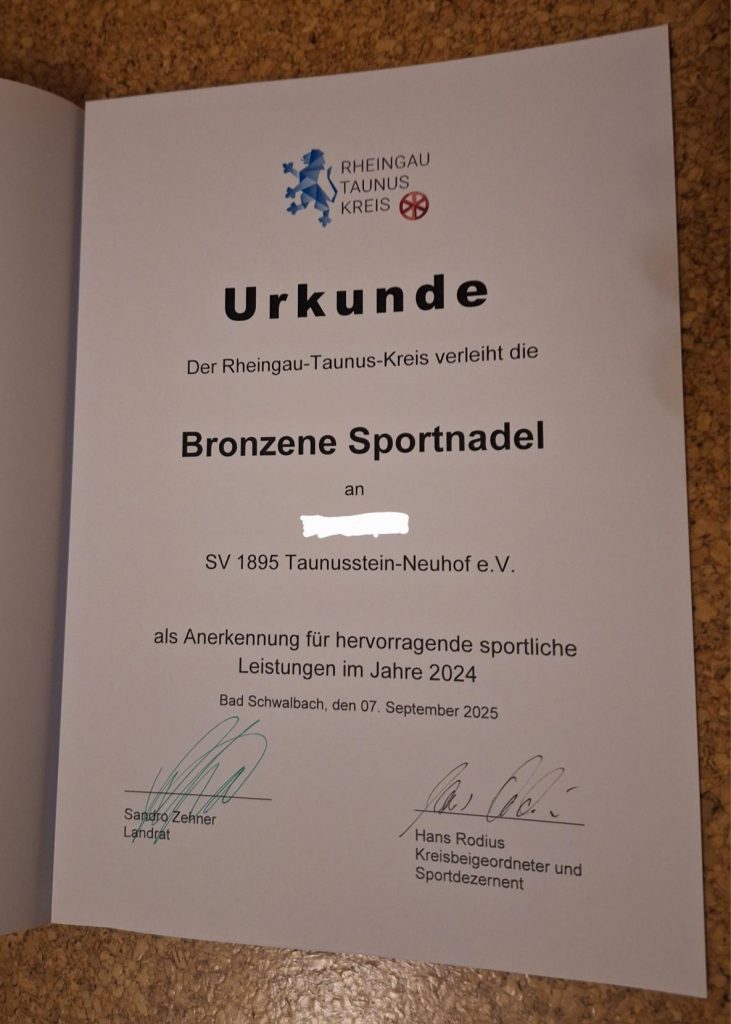 RHEINGAU
TAUNUS
KREIS
Urkunde
Der Rheingau-Taunus-Kreis verleiht die
Bronzene Sportnadel
an
SV 1895 Taunusstein-Neuhof e.V.
als Anerkennung für hervorragende sportliche
Leistungen im Jahre 2024
Bad Schwalbach, den 07. September 2025
Sandro Zehner
Landrat
Hans Rodius
Kreisbeigeordneter und
Sportdezernent